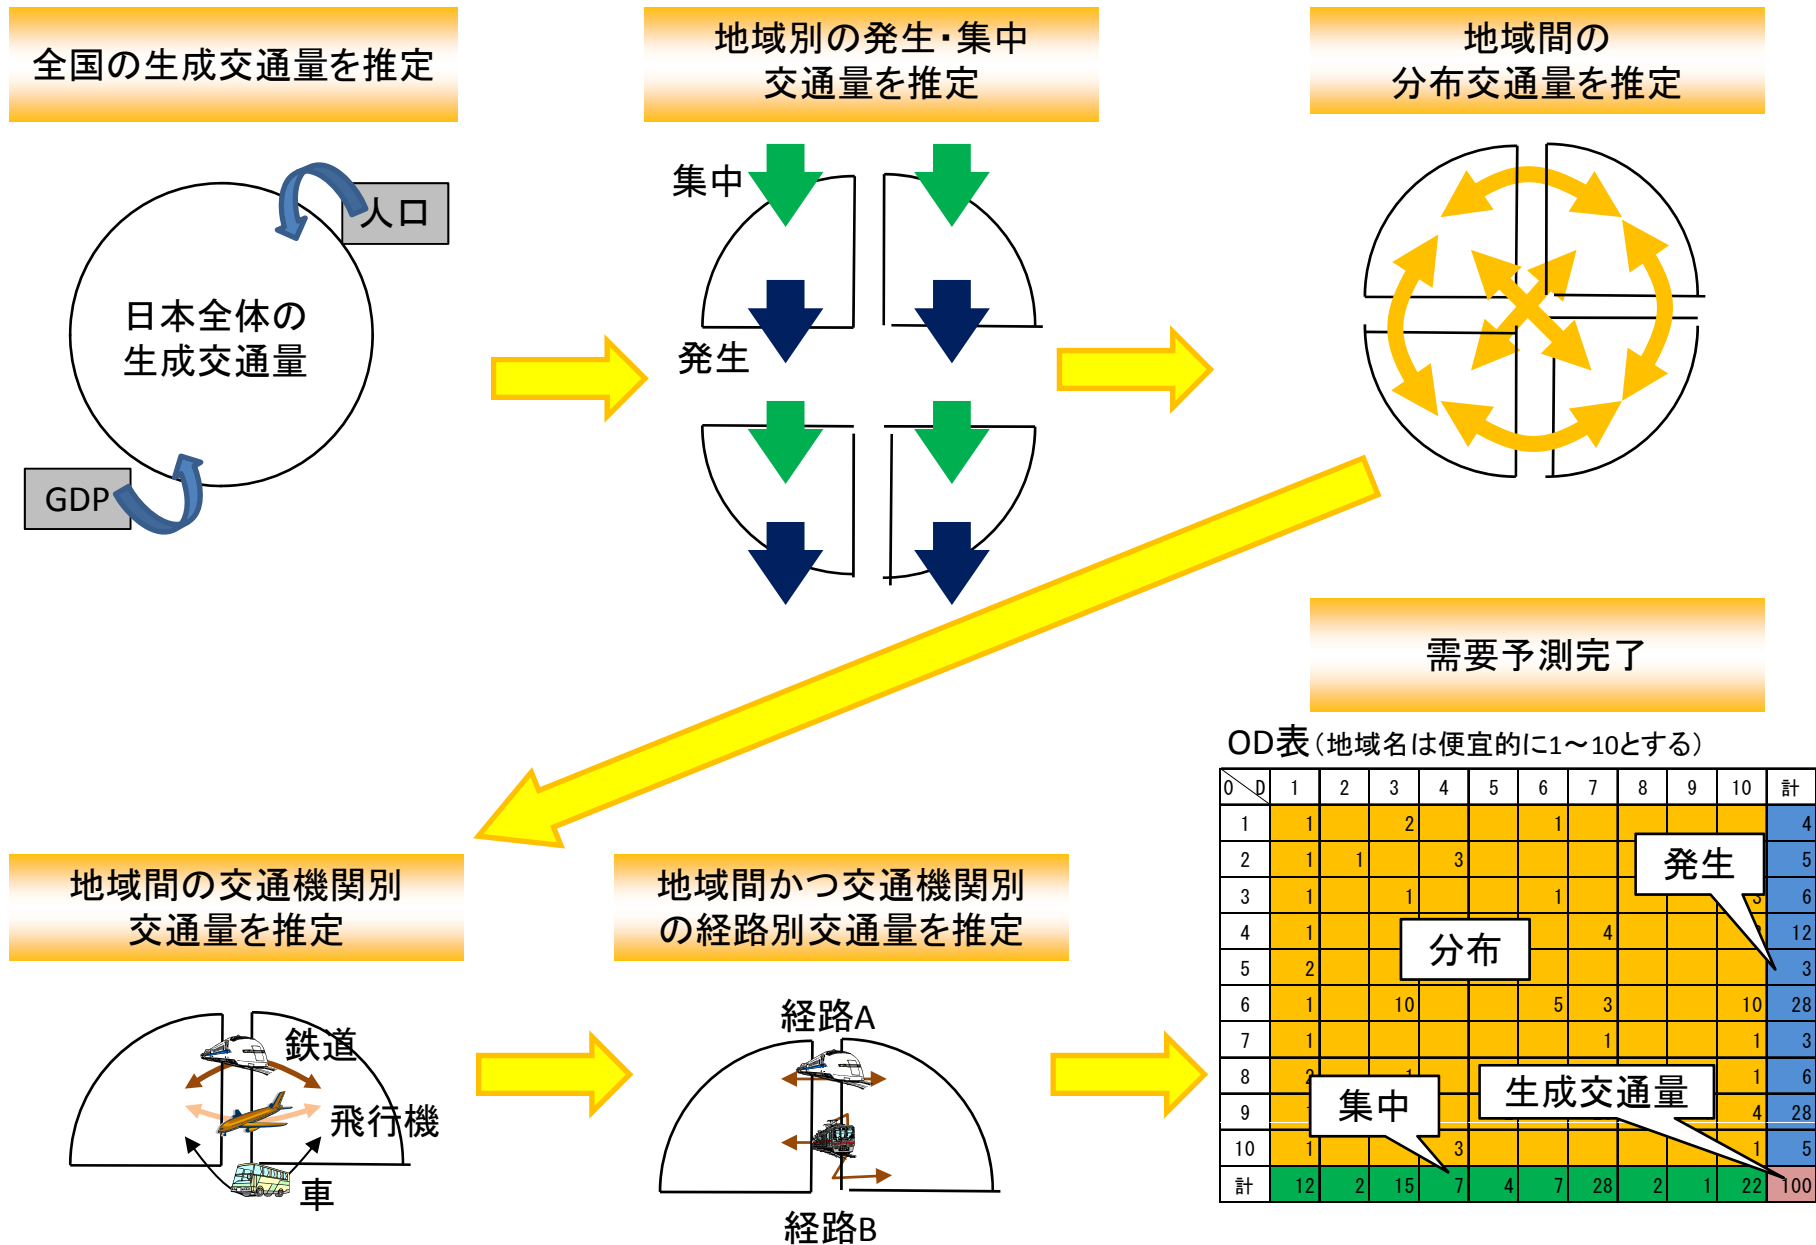 全国の生成交通量を推定
人口
日本全体の
生成交通量
GDP
地域別の発生・集中
交通量を推定
集中
発生
地域間の
分布交通量を推定
地域間の交通機関別
交通量を推定
鉄道
飛行機
車
地域間かつ交通機関別
の経路別交通量を推定
経路A
経路B
需要予測完了
OD表(地域名は便宜的に1～10とする)
O D 1 2 3 4 5 6 7 8 9 10 計
1 1 2 1 4
2 1 1 3 5
3 1 1 1 3 6
4 1 4 12
5 2 3
6 1 10 5 3 10 28
7 1 1 1 3
8 2 1 1 6
9 4 28
10 1 3 1 5
計 12 2 15 7 4 7 28 2 1 22 100
発生
分布
集中
生成交通量